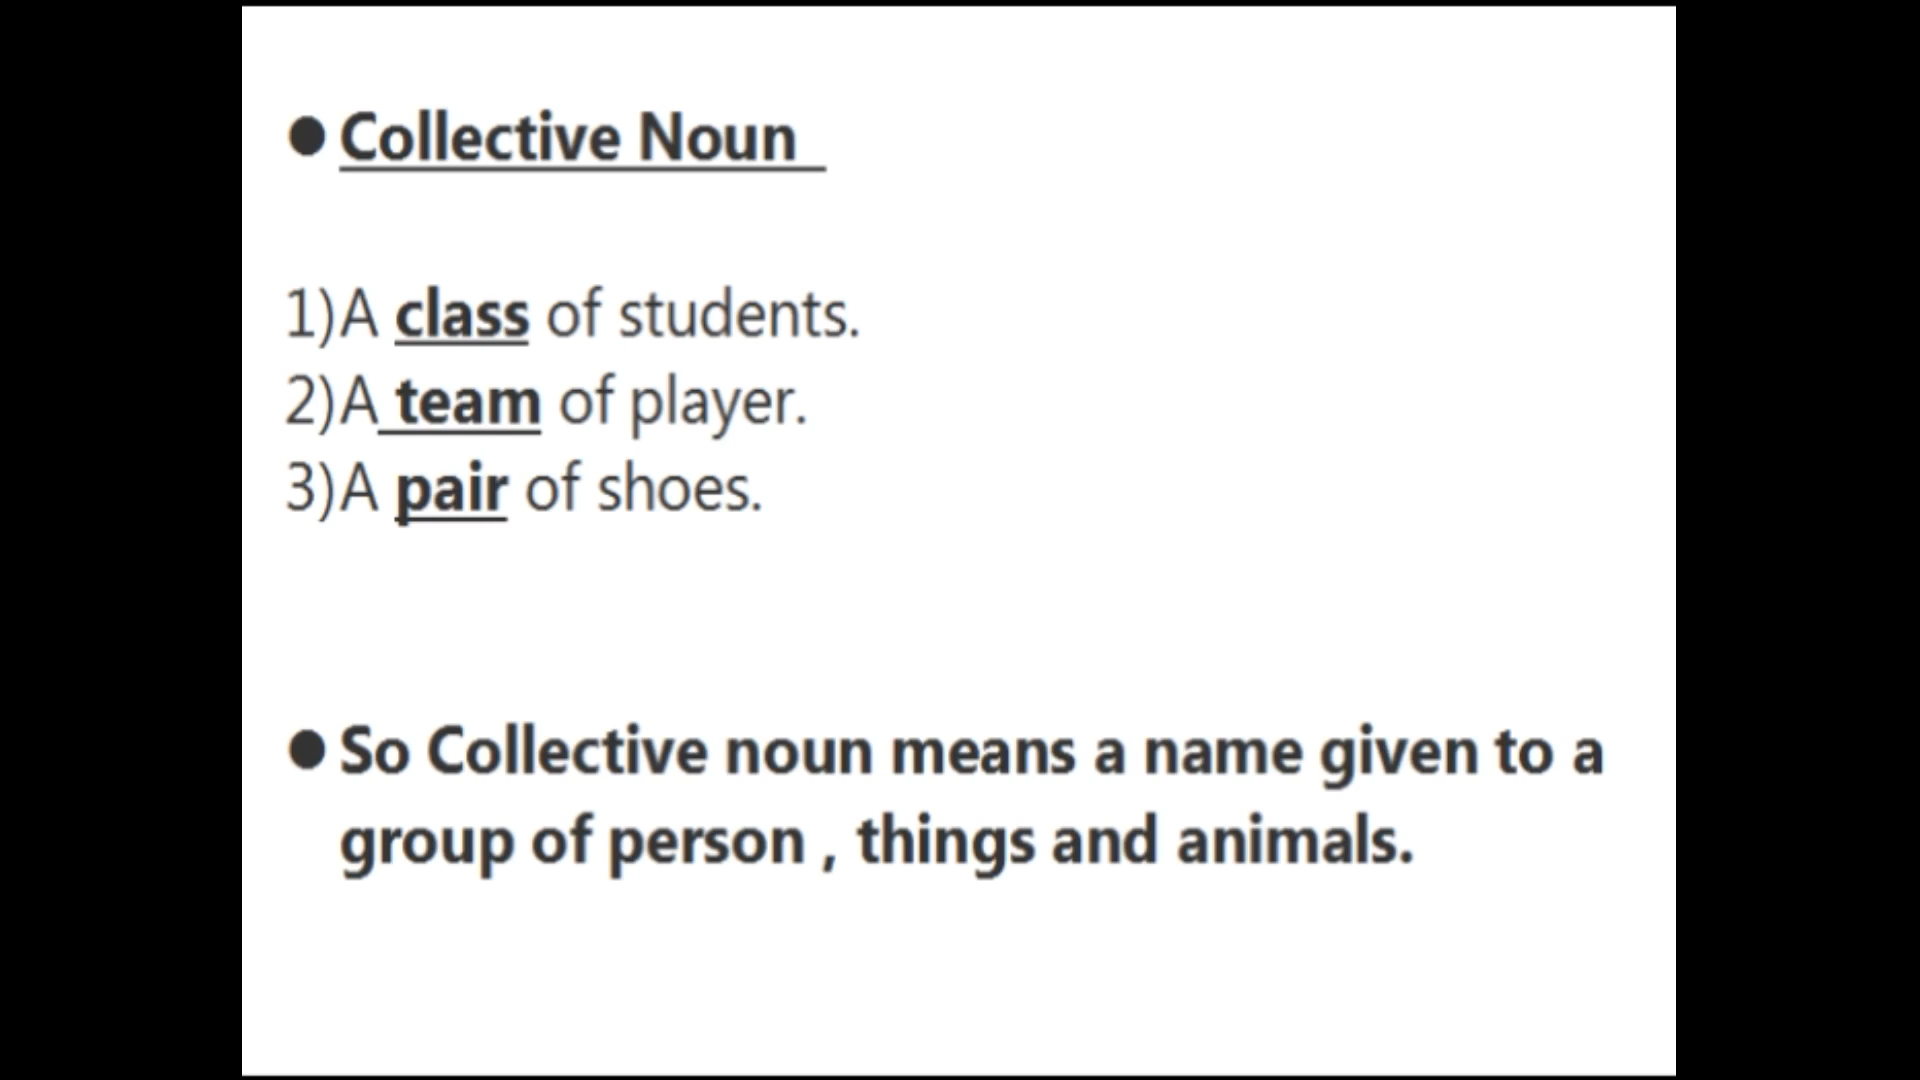 ● Collective Noun
1)A class of students.
2)A team of player.
3)A pair of shoes.
● So Collective noun means a name given to a
group of person , things and animals.